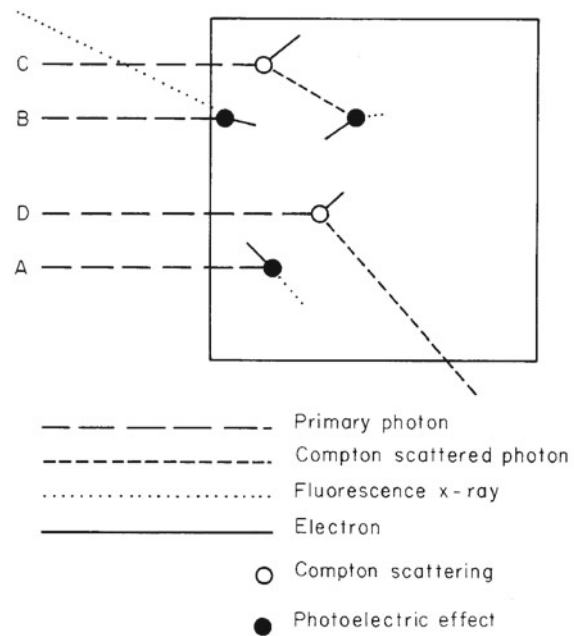 C
B
D
A
Primary photon
Compton scattered photon
Fluorescence x-ray
Electron
Compton scattering
Photoelectric effect